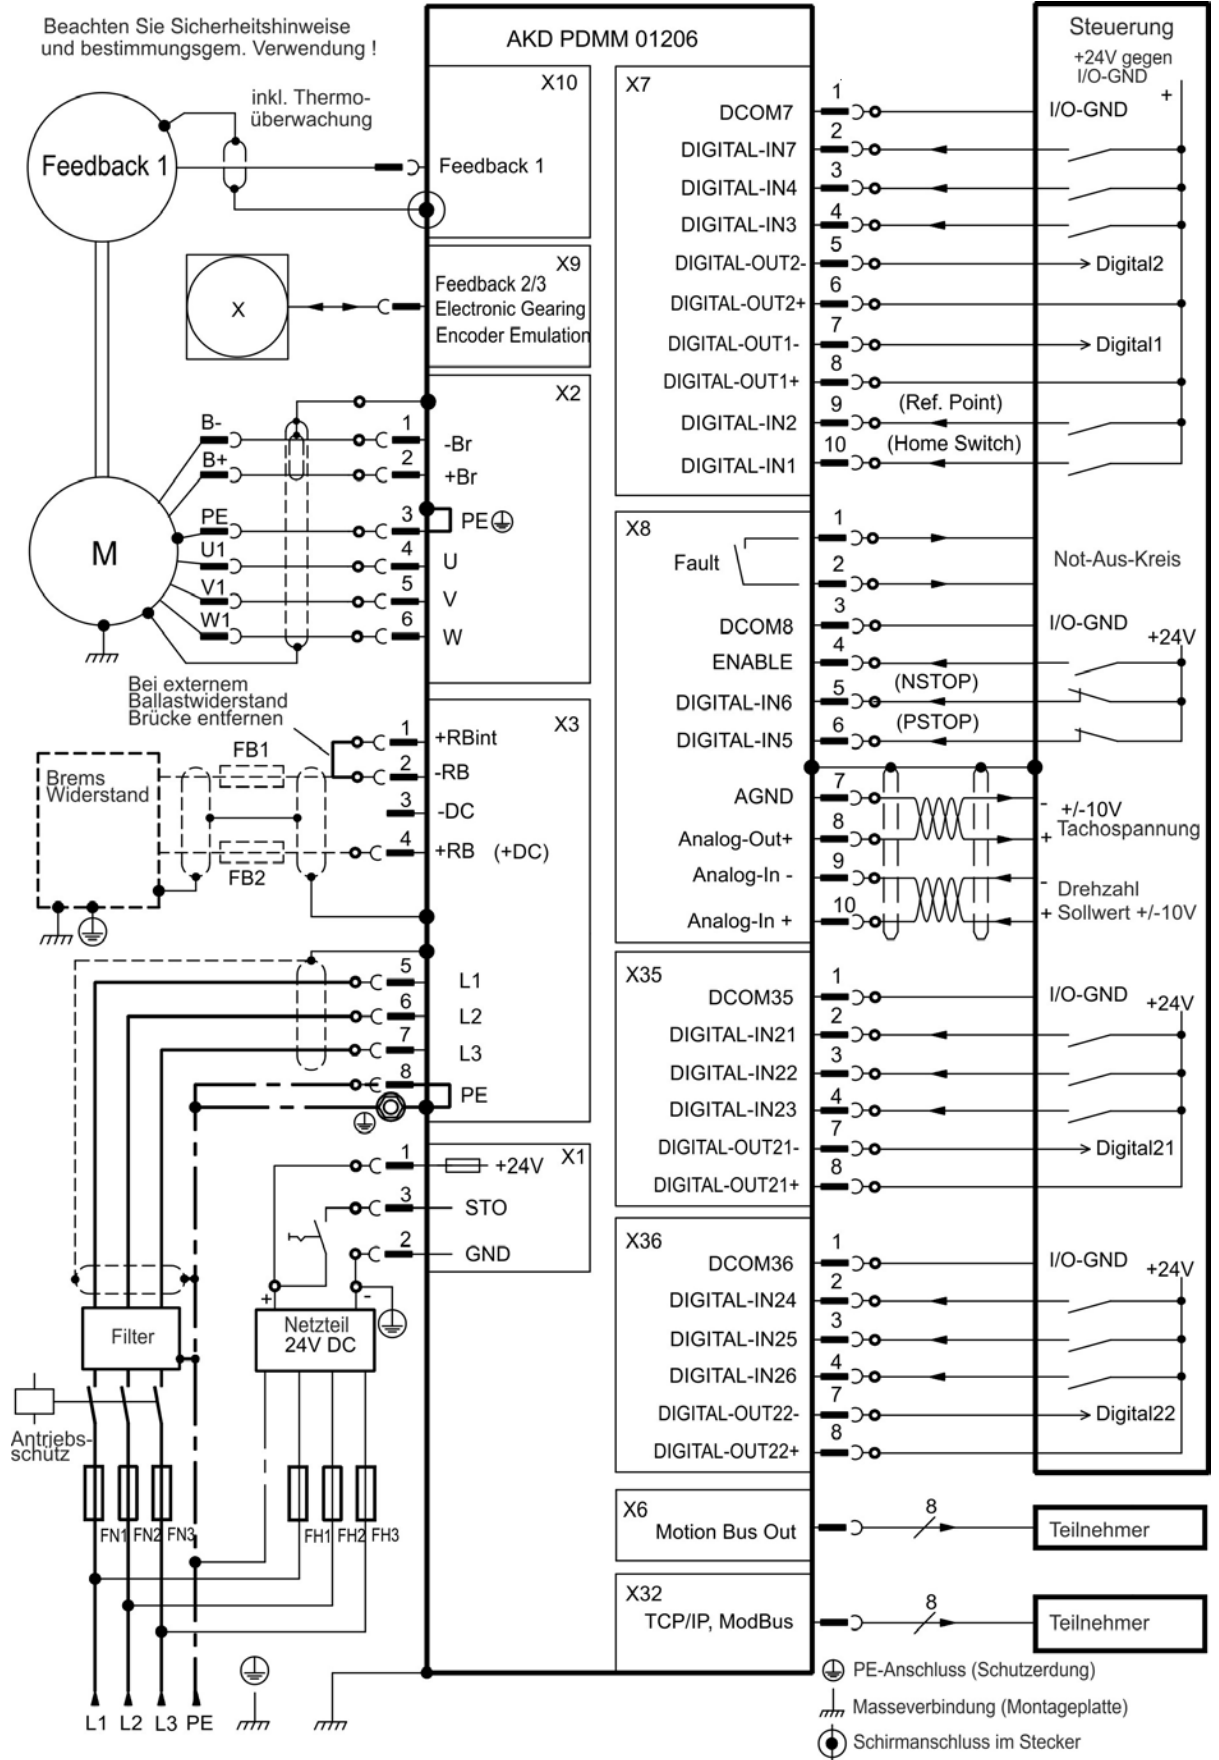 Beachten Sie Sicherheitshinweise
und bestimmungsgem. Verwendung !
AKD PDMM 01206
Steuerung
+24V gegen
I/O-GND
+
inkl. Thermo-
überwachung
Feedback 1
X10
Feedback 1
X
X9
Feedback 2/3
Electronic Gearing
Encoder Emulation
X2
B-
1
-Br
B+
2
+Br
PE
3
PE
U1
4
U
V1
5
V
W1
6
W
M
Bei externem
Ballastwiderstand
Brücke entfernen
X3
Brems
Widerstand
FB1
FB2
1
+RBint
2
-RB
3
-DC
4
+RB (+DC)
5
L1
6
L2
7
L3
8
PE
X1
1
+24V
3
STO
2
GND
+
-
Netzteil
24V DC
Filter
Antriebs-
schütz
FN1
FN2
FN3
FH1
FH2
FH3
L1
L2
L3
PE
X7
DCOM7
1
I/O-GND
DIGITAL-IN7
2
DIGITAL-IN4
3
DIGITAL-IN3
4
DIGITAL-OUT2-
5
Digital2
DIGITAL-OUT2+
6
DIGITAL-OUT1-
7
Digital1
DIGITAL-OUT1+
8
DIGITAL-IN2
9
(Ref. Point)
DIGITAL-IN1
10
(Home Switch)
X8
Fault
1
2
Not-Aus-Kreis
DCOM8
3
I/O-GND
+24V
ENABLE
4
DIGITAL-IN6
5
(NSTOP)
DIGITAL-IN5
6
(PSTOP)
AGND
7
-
+/-10V
Tachospannung
Analog-Out+
8
+
Analog-In -
9
-
Drehzahl
Sollwert +/-10V
Analog-In +
10
+
X35
DCOM35
1
I/O-GND
+24V
DIGITAL-IN21
2
DIGITAL-IN22
3
DIGITAL-IN23
4
DIGITAL-OUT21-
7
Digital21
DIGITAL-OUT21+
8
X36
DCOM36
1
I/O-GND
+24V
DIGITAL-IN24
2
DIGITAL-IN25
3
DIGITAL-IN26
4
DIGITAL-OUT22-
7
Digital22
DIGITAL-OUT22+
8
X6
Motion Bus Out
8
Teilnehmer
X32
TCP/IP, ModBus
8
Teilnehmer
PE-Anschluss (Schutzerdung)
Masseverbindung (Montageplatte)
Schirmanschluss im Stecker